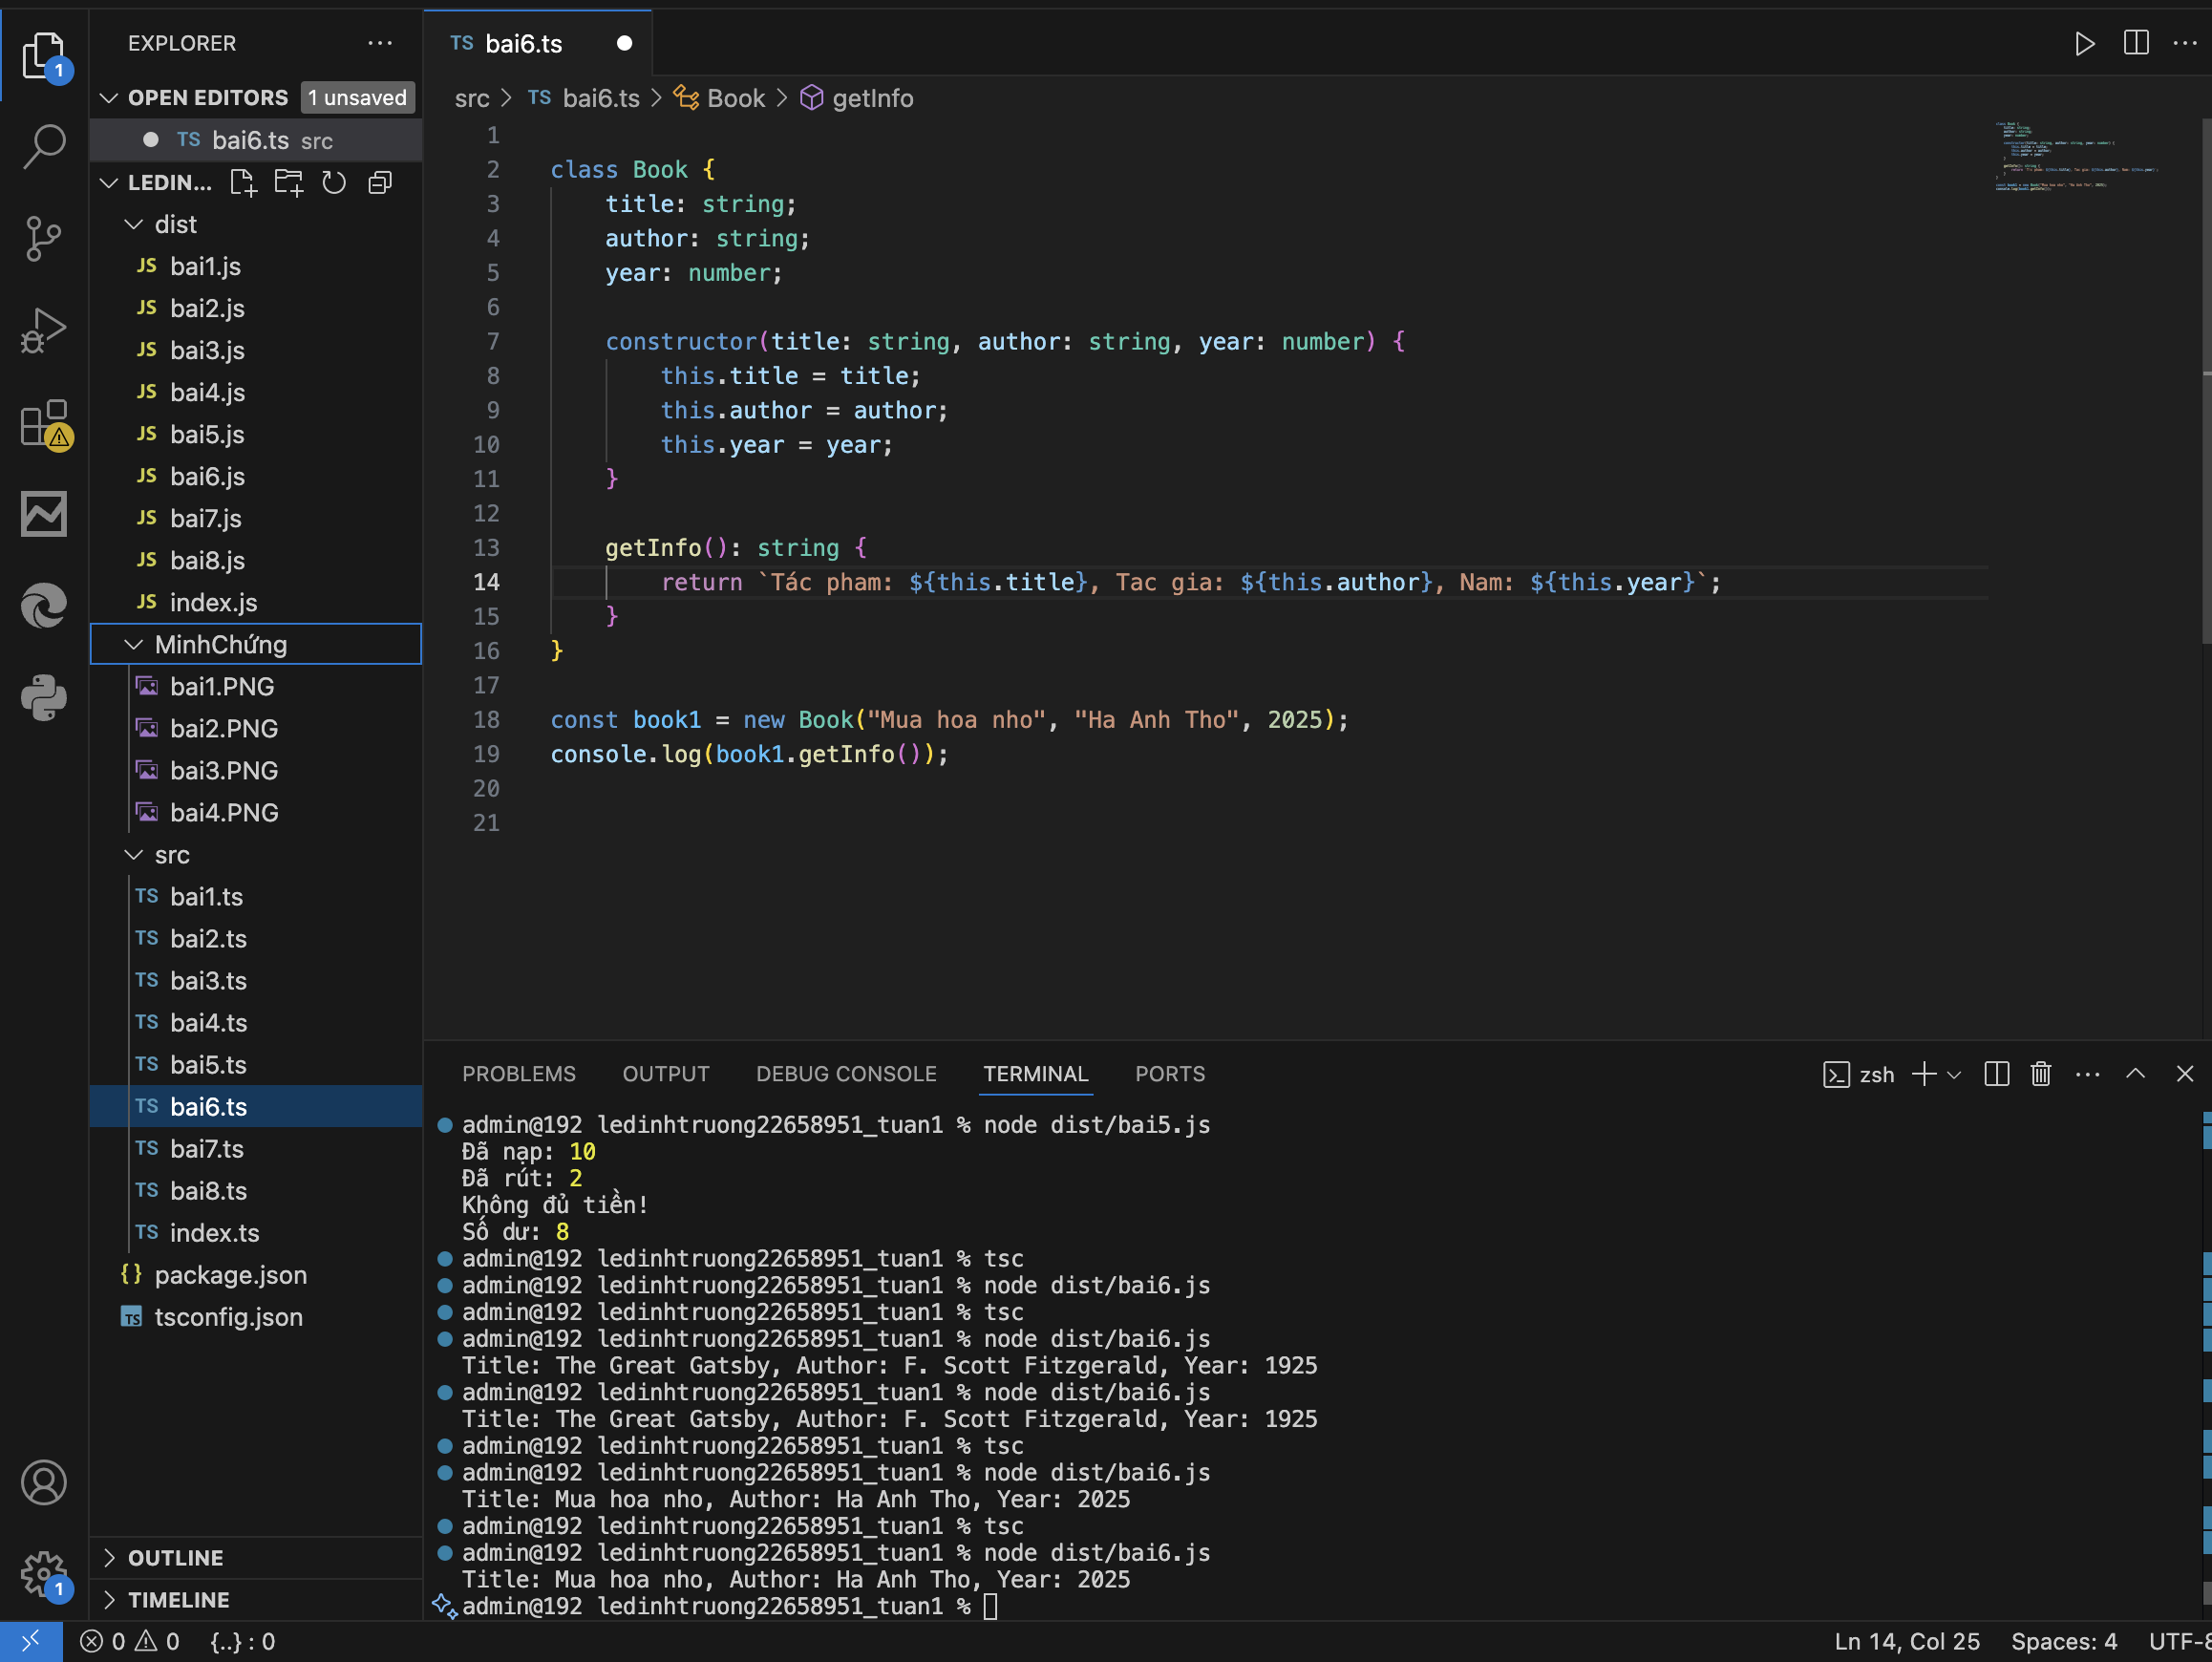 EXPLORER
1
OPEN EDITORS 1 unsaved
TS bai6.ts src
LEDIN...
dist
JS bai1.js
JS bai2.js
JS bai3.js
JS bai4.js
JS bai5.js
JS bai6.js
JS bai7.js
JS bai8.js
JS index.js
MinhChứng
bai1.PNG
bai2.PNG
bai3.PNG
bai4.PNG
src
TS bai1.ts
TS bai2.ts
TS bai3.ts
TS bai4.ts
TS bai5.ts
TS bai6.ts
TS bai7.ts
TS bai8.ts
TS index.ts
{} package.json
TS tsconfig.json
OUTLINE
1
TIMELINE
TS bai6.ts
src > TS bai6.ts > Book > getInfo
1
2 class Book {
3 title: string;
4 author: string;
5 year: number;
6
7 constructor(title: string, author: string, year: number) {
8 this.title = title;
9 this.author = author;
10 this.year = year;
11 }
12
13 getInfo(): string {
14 return `Tác pham: ${this.title}, Tac gia: ${this.author}, Nam: ${this.year}`;
15 }
16 }
17
18 const book1 = new Book("Mua hoa nho", "Ha Anh Tho", 2025);
19 console.log(book1.getInfo());
20
21
PROBLEMS OUTPUT DEBUG CONSOLE TERMINAL PORTS zsh
admin@192 ledinhtruong22658951_tuan1 % node dist/bai5.js
Đã nạp: 10
Đã rút: 2
Không đủ tiền!
Số dư: 8
admin@192 ledinhtruong22658951_tuan1 % tsc
admin@192 ledinhtruong22658951_tuan1 % node dist/bai6.js
admin@192 ledinhtruong22658951_tuan1 % tsc
admin@192 ledinhtruong22658951_tuan1 % node dist/bai6.js
Title: The Great Gatsby, Author: F. Scott Fitzgerald, Year: 1925
admin@192 ledinhtruong22658951_tuan1 % node dist/bai6.js
Title: The Great Gatsby, Author: F. Scott Fitzgerald, Year: 1925
admin@192 ledinhtruong22658951_tuan1 % tsc
admin@192 ledinhtruong22658951_tuan1 % node dist/bai6.js
Title: Mua hoa nho, Author: Ha Anh Tho, Year: 2025
admin@192 ledinhtruong22658951_tuan1 % tsc
admin@192 ledinhtruong22658951_tuan1 % node dist/bai6.js
Title: Mua hoa nho, Author: Ha Anh Tho, Year: 2025
admin@192 ledinhtruong22658951_tuan1 %
0 0 {..} : 0 Ln 14, Col 25 Spaces: 4 UTF-8